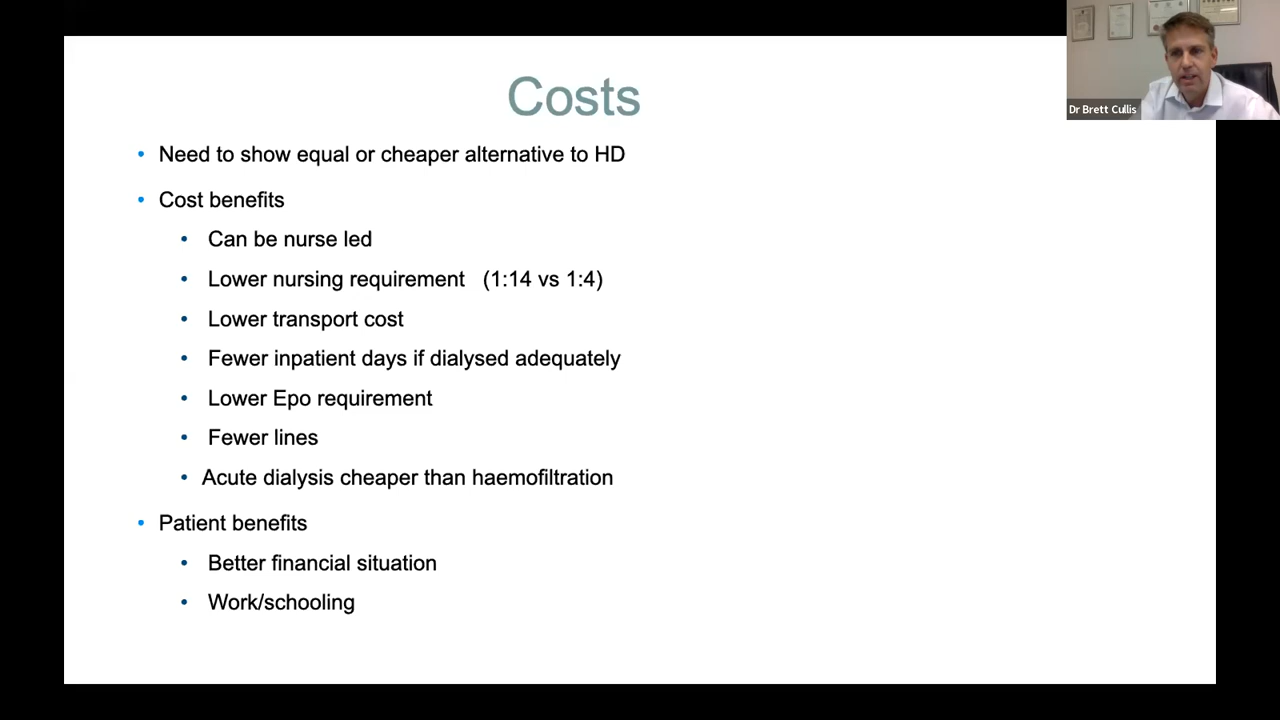 Costs
Dr Brett Cullis
• Need to show equal or cheaper alternative to HD
• Cost benefits
• Can be nurse led
• Lower nursing requirement (1:14 vs 1:4)
• Lower transport cost
• Fewer inpatient days if dialysed adequately
• Lower Epo requirement
• Fewer lines
• Acute dialysis cheaper than haemofiltration
• Patient benefits
• Better financial situation
• Work/schooling